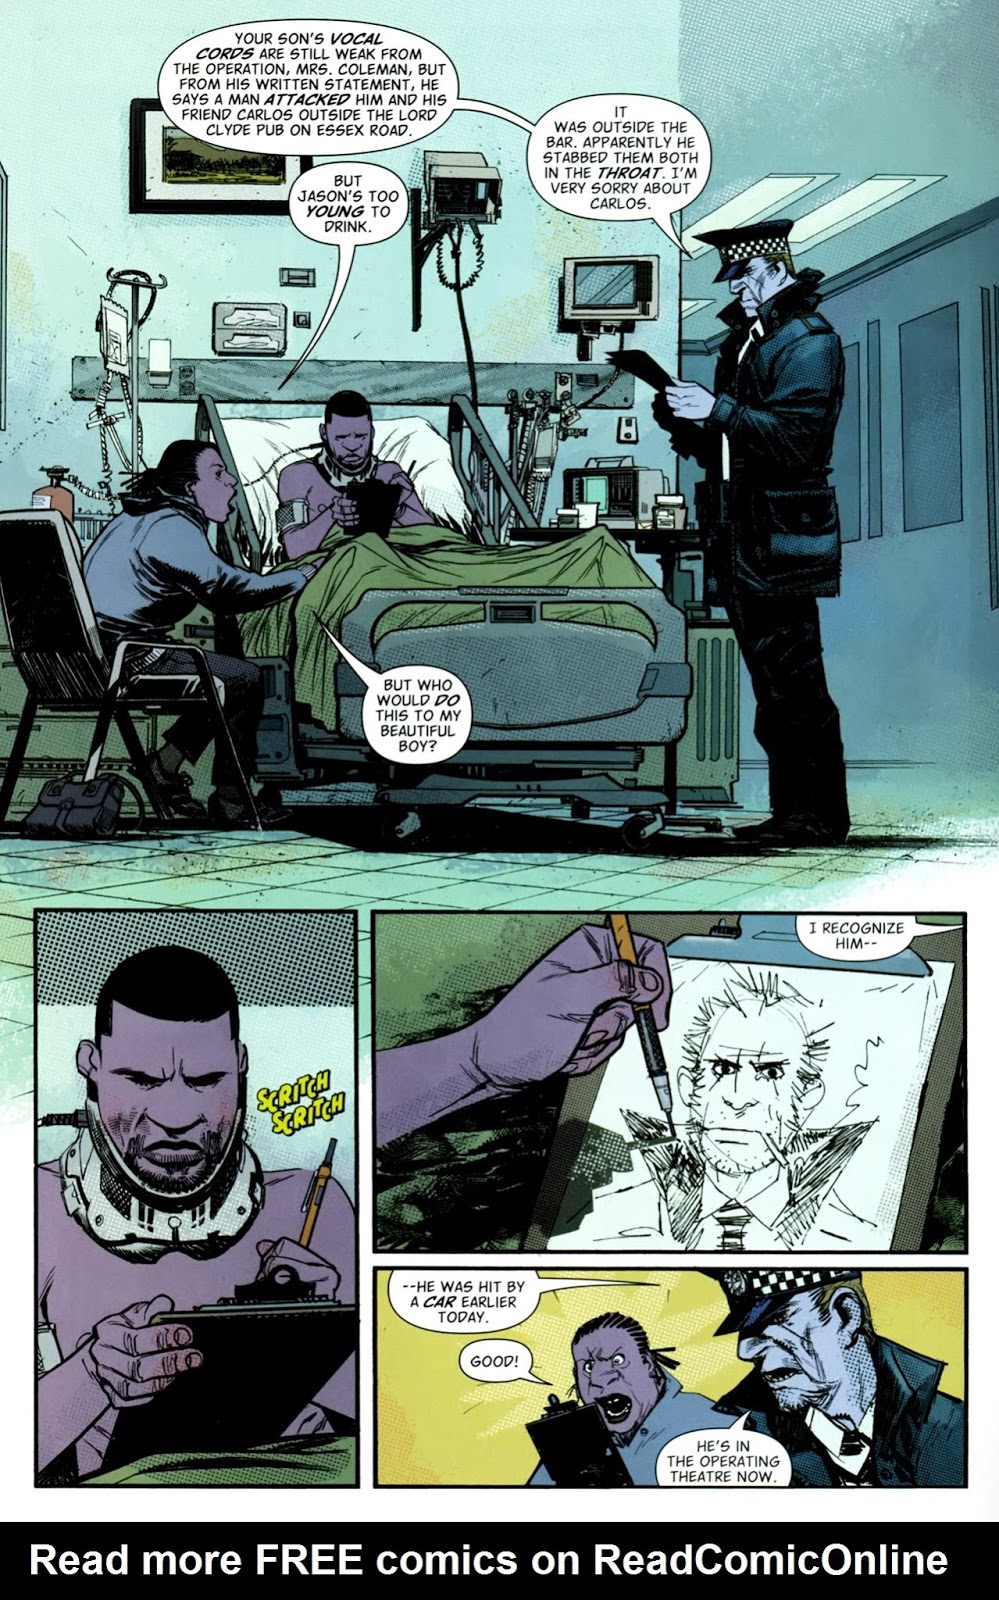 YOUR SON'S VOCAL
CORDS ARE STILL WEAK FROM
THE OPERATION, MRS. COLEMAN, BUT
FROM HIS WRITTEN STATEMENT, HE
SAYS A MAN ATTACKED HIM AND HIS
FRIEND CARLOS OUTSIDE THE LORD
CLYDE PUB ON ESSEX ROAD.
IT
WAS OUTSIDE THE
BAR. APPARENTLY HE
STABBED THEM BOTH
IN THE THROAT. I'M
VERY SORRY ABOUT
CARLOS.
BUT
JASON'S TOO
YOUNG TO
DRINK.
BUT WHO
WOULD DO
THIS TO MY
BEAUTIFUL
BOY?
SCRITCH
SCRITCH
I RECOGNIZE
HIM--
--HE WAS HIT BY
A CAR EARLIER
TODAY.
GOOD!
HE'S IN
THE OPERATING
THEATRE NOW.
Read more FREE comics on ReadComicOnline